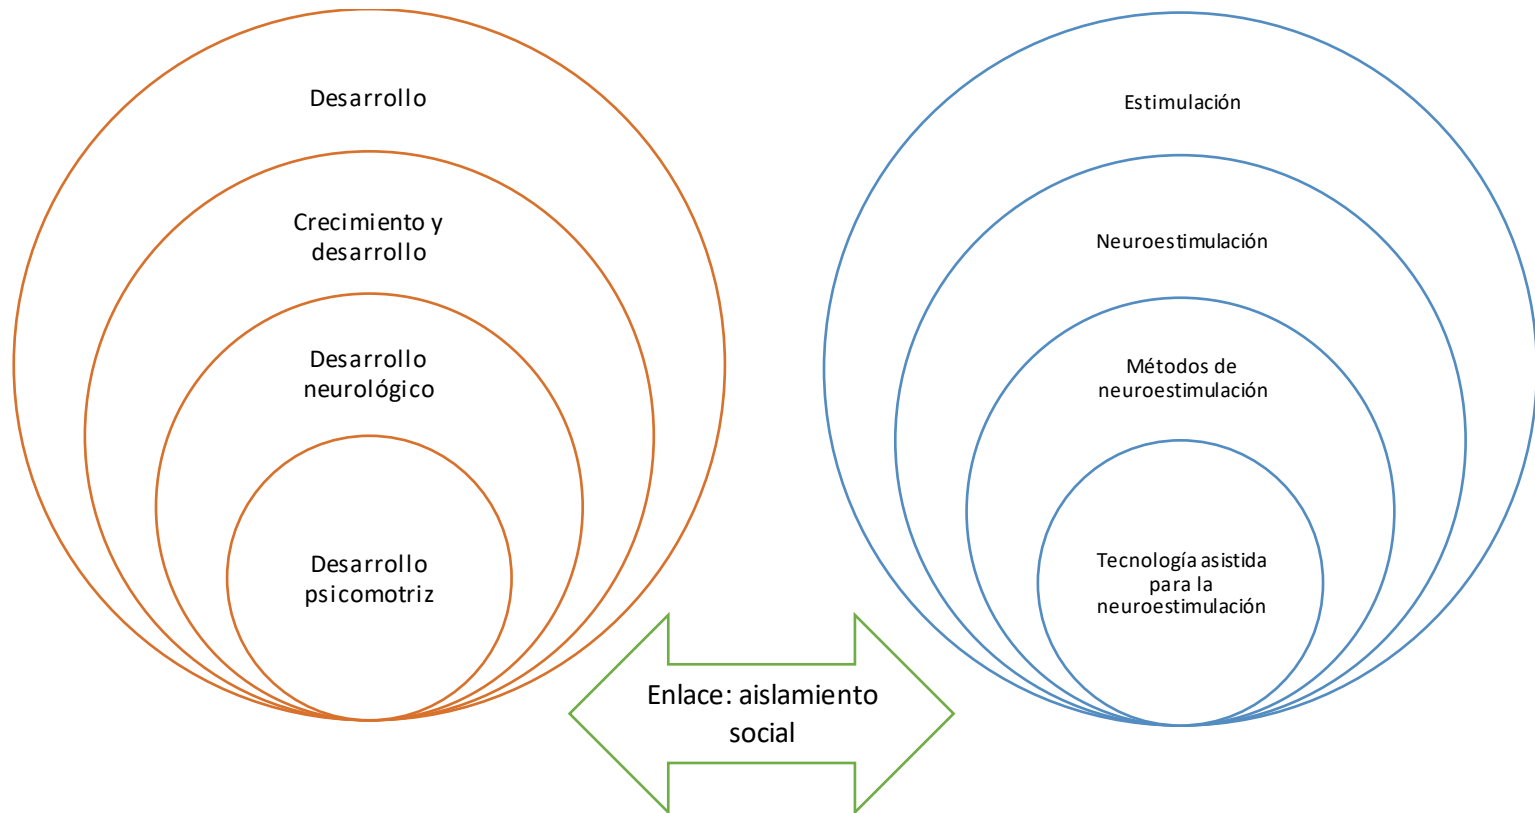 Desarrollo
Crecimiento y
desarrollo
Desarrollo
neurológico
Desarrollo
psicomotriz
Estimulación
Neuroestimulación
Métodos de
neuroestimulación
Tecnología asistida
para la
neuroestimulación
Enlace: aislamiento
social